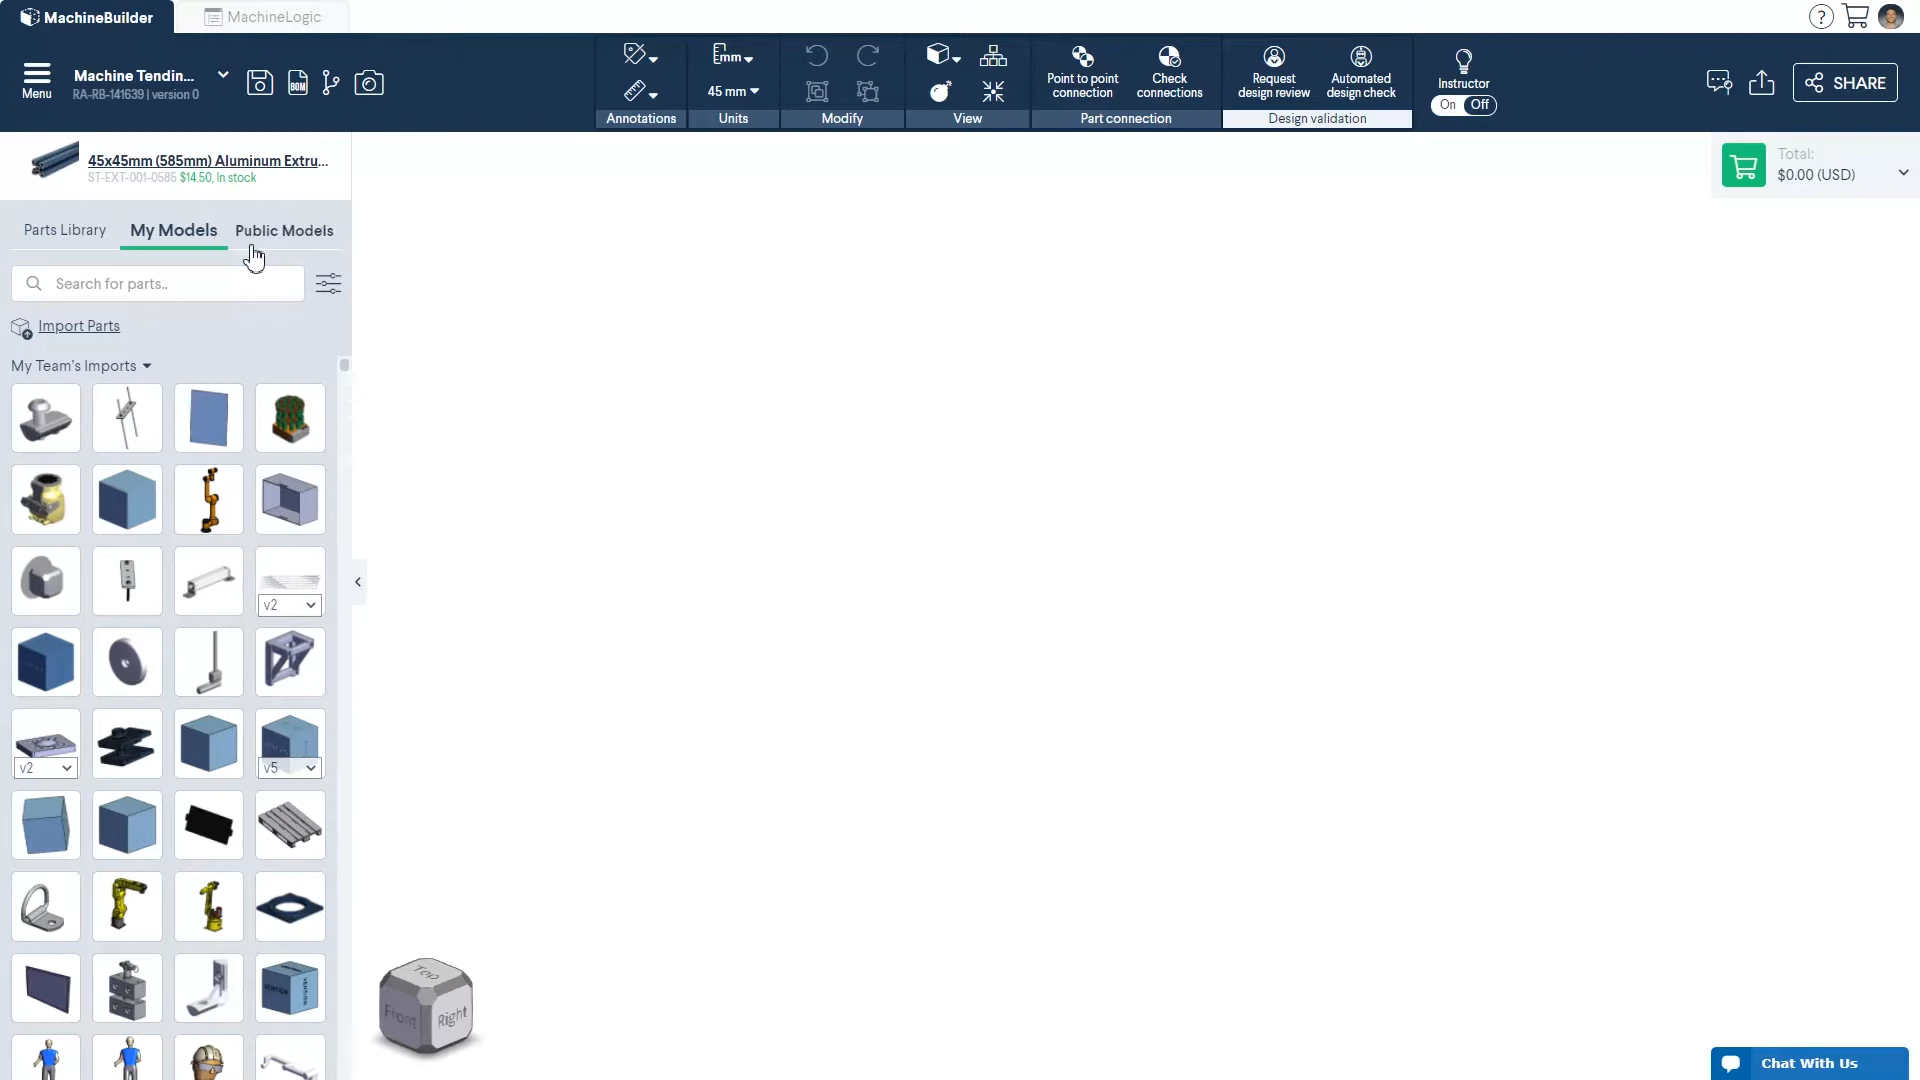 MachineBuilder
MachineLogic
?
Menu
Machine Tendin...
RA-RB-141639 | version 0
BOM
mm
45 mm
Annotations
Units
Modify
View
Point to point
connection
Check
connections
Part connection
Request
design review
Automated
design check
Design validation
Instructor
On Off
SHARE
45x45mm (585mm) Aluminum Extru...
ST-EXT-001-0585 $14.50, In stock
Total:
$0.00 (USD)
Parts Library
My Models
Public Models
Search for parts..
Import Parts
My Team's Imports
v2
v2
v5
VENTION
Top
Front
Right
Chat With Us